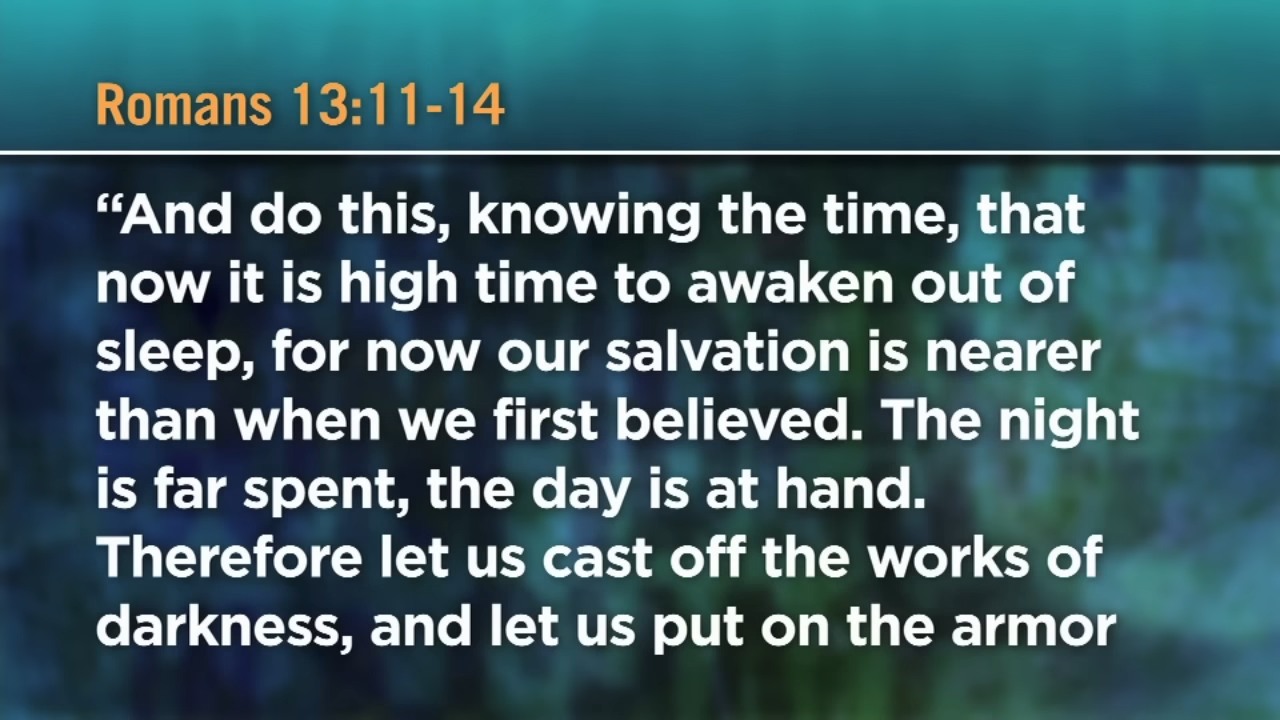 Romans 13:11-14
“And do this, knowing the time, that
now it is high time to awaken out of
sleep, for now our salvation is nearer
than when we first believed. The night
is far spent, the day is at hand.
Therefore let us cast off the works of
darkness, and let us put on the armor